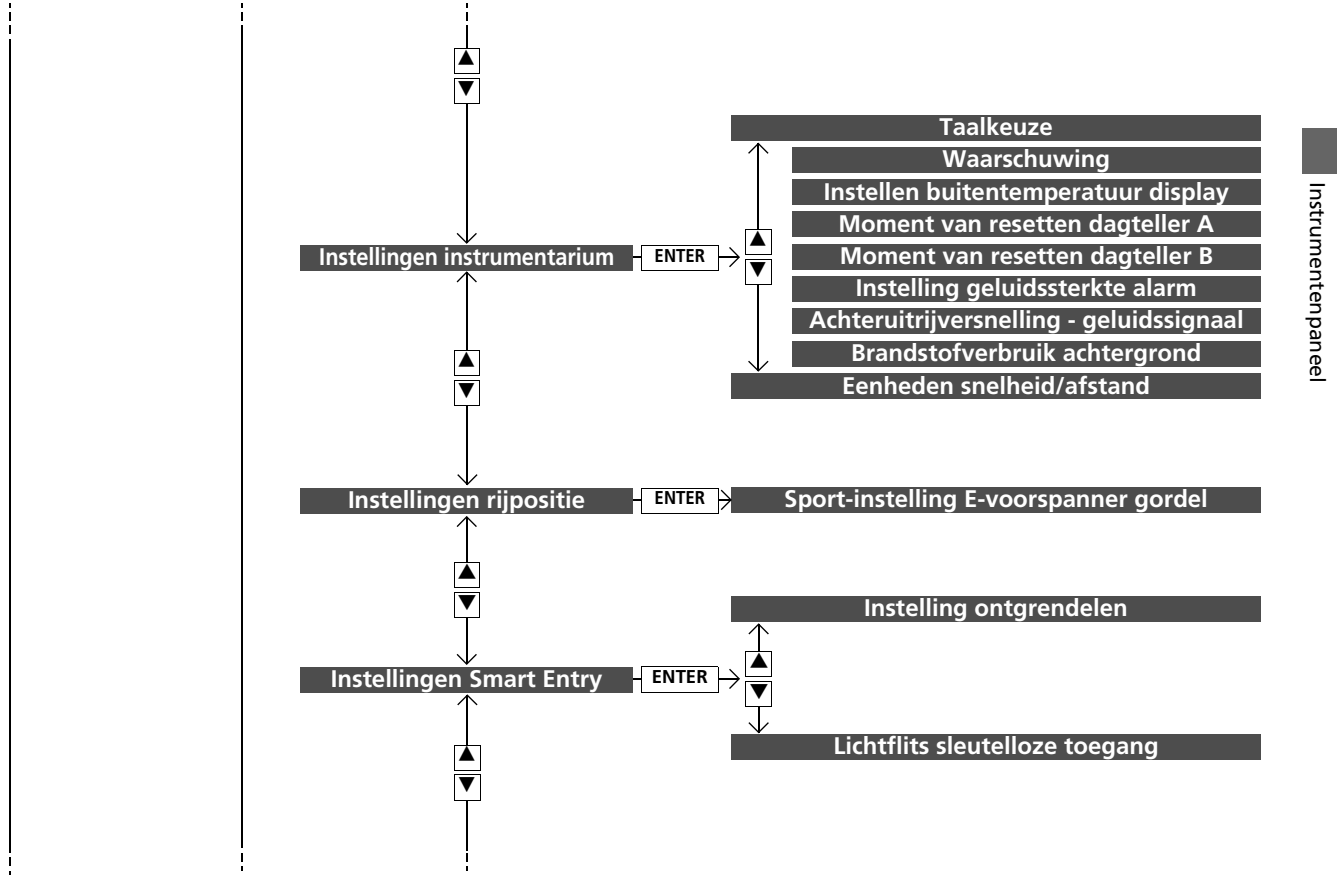 ▲
▼
Taalkeuze
Waarschuwing
Instellen buitentemperatuur display
Moment van resetten dagteller A
Instellingen instrumentarium
ENTER
▲
▼
Moment van resetten dagteller B
Instelling geluidssterkte alarm
Achteruitrijversnelling - geluidssignaal
Brandstofverbruik achtergrond
Eenheden snelheid/afstand
▲
▼
Instellingen rijpositie
ENTER
Sport-instelling E-voorspanner gordel
▲
▼
Instelling ontgrendelen
Instellingen Smart Entry
ENTER
▲
▼
Lichtflits sleutelloze toegang
▲
▼
Instrumentenpaneel